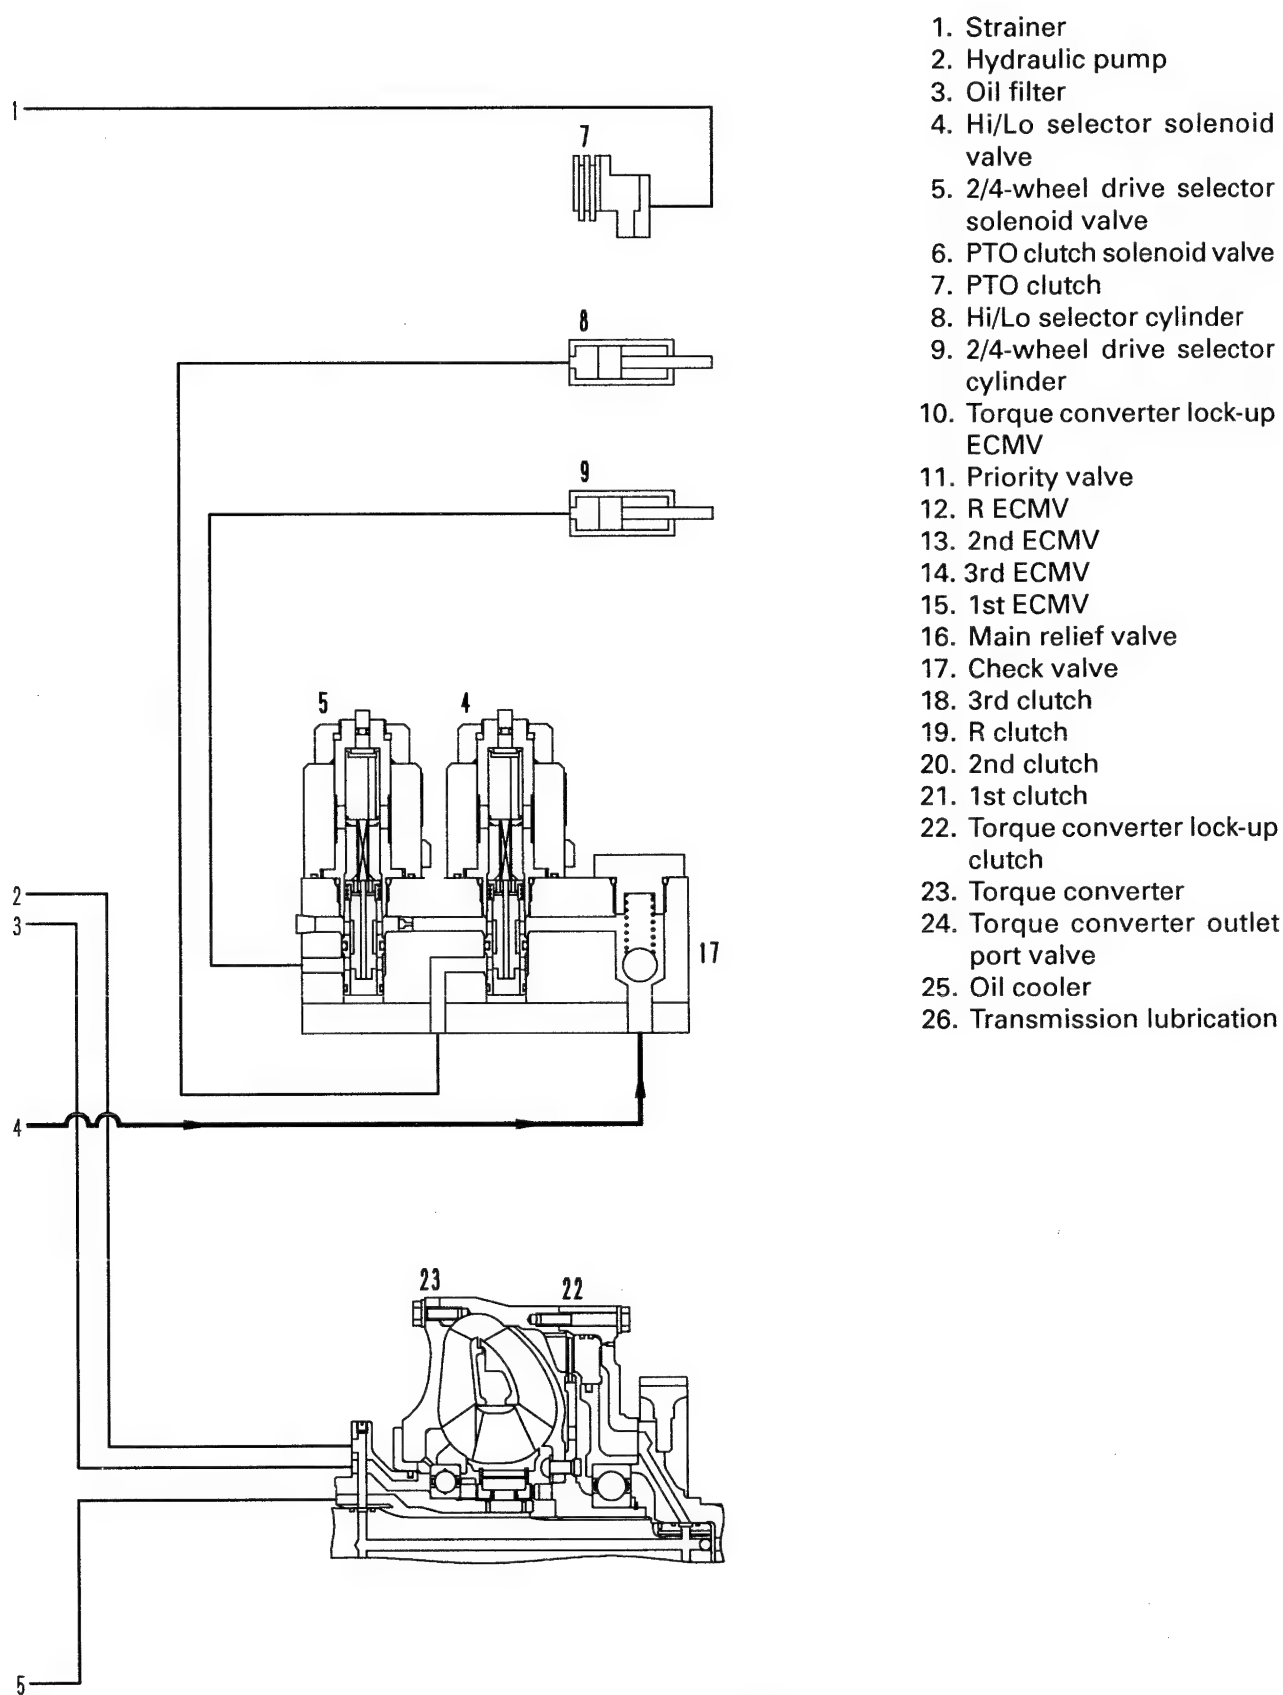 1
7
8
9
5
4
2
3
17
4
23
22
5
1. Strainer
2. Hydraulic pump
3. Oil filter
4. Hi/Lo selector solenoid
valve
5. 2/4-wheel drive selector
solenoid valve
6. PTO clutch solenoid valve
7. PTO clutch
8. Hi/Lo selector cylinder
9. 2/4-wheel drive selector
cylinder
10. Torque converter lock-up
ECMV
11. Priority valve
12. R ECMV
13. 2nd ECMV
14. 3rd ECMV
15. 1st ECMV
16. Main relief valve
17. Check valve
18. 3rd clutch
19. R clutch
20. 2nd clutch
21. 1st clutch
22. Torque converter lock-up
clutch
23. Torque converter
24. Torque converter outlet
port valve
25. Oil cooler
26. Transmission lubrication